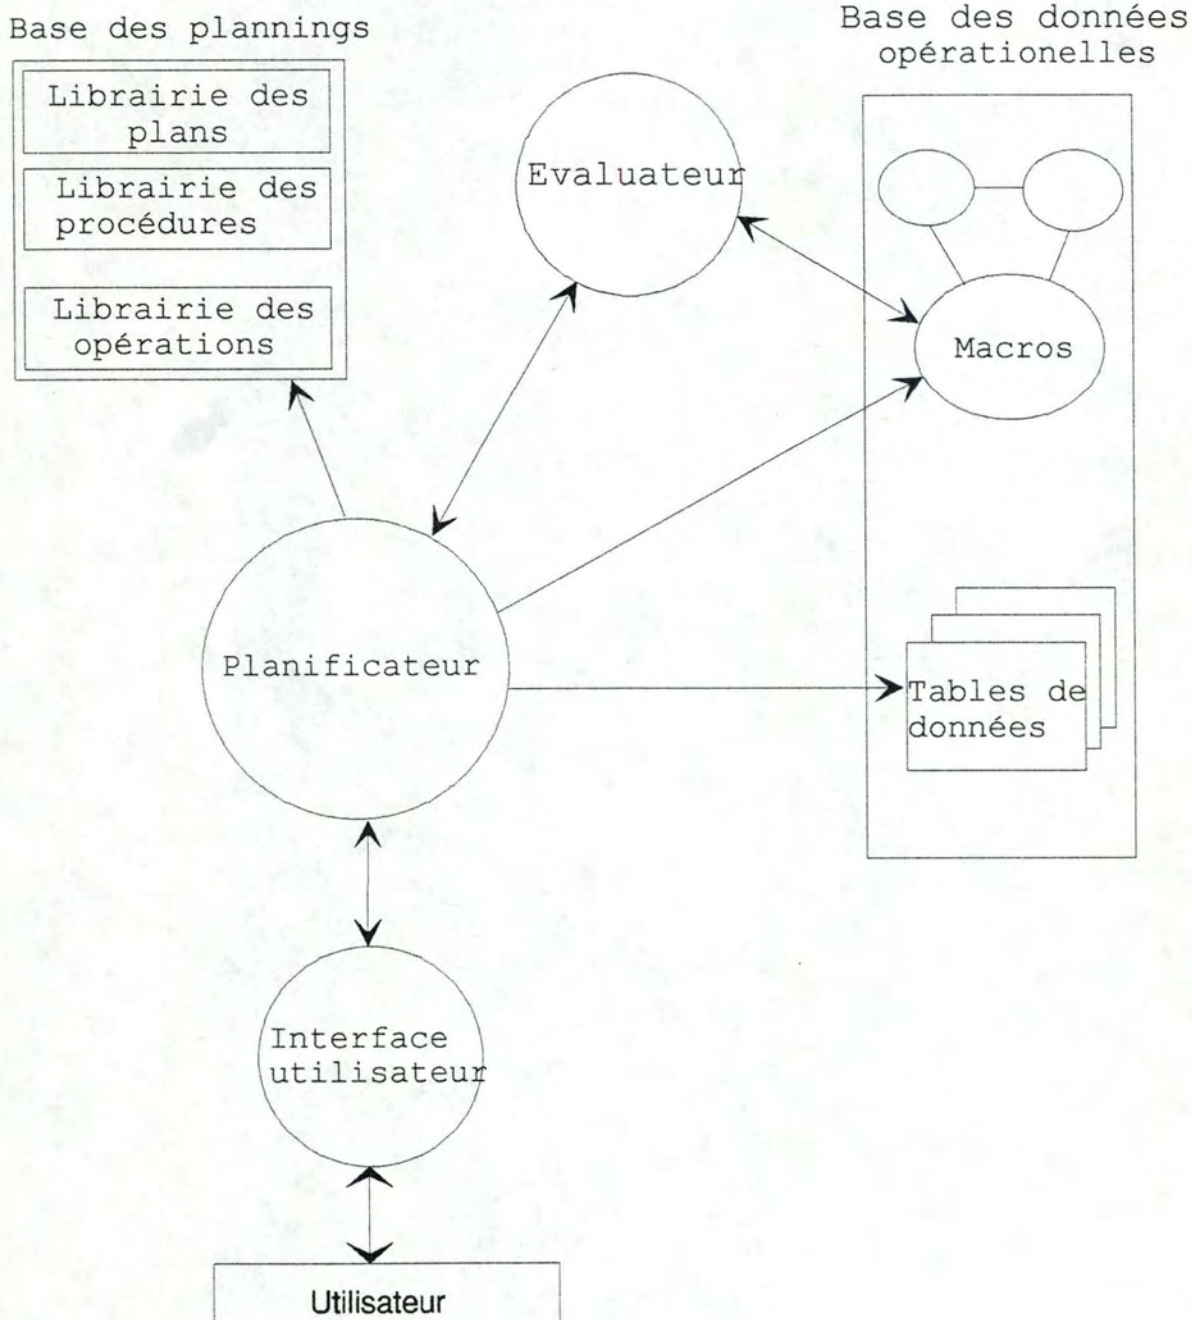 Base des plannings
Librairie des
plans
Librairie des
procédures
Librairie des
opérations
Evaluateur
Base des données
opérationelles
Macros
Planificateur
Tables de
données
Interface
utilisateur
Utilisateur